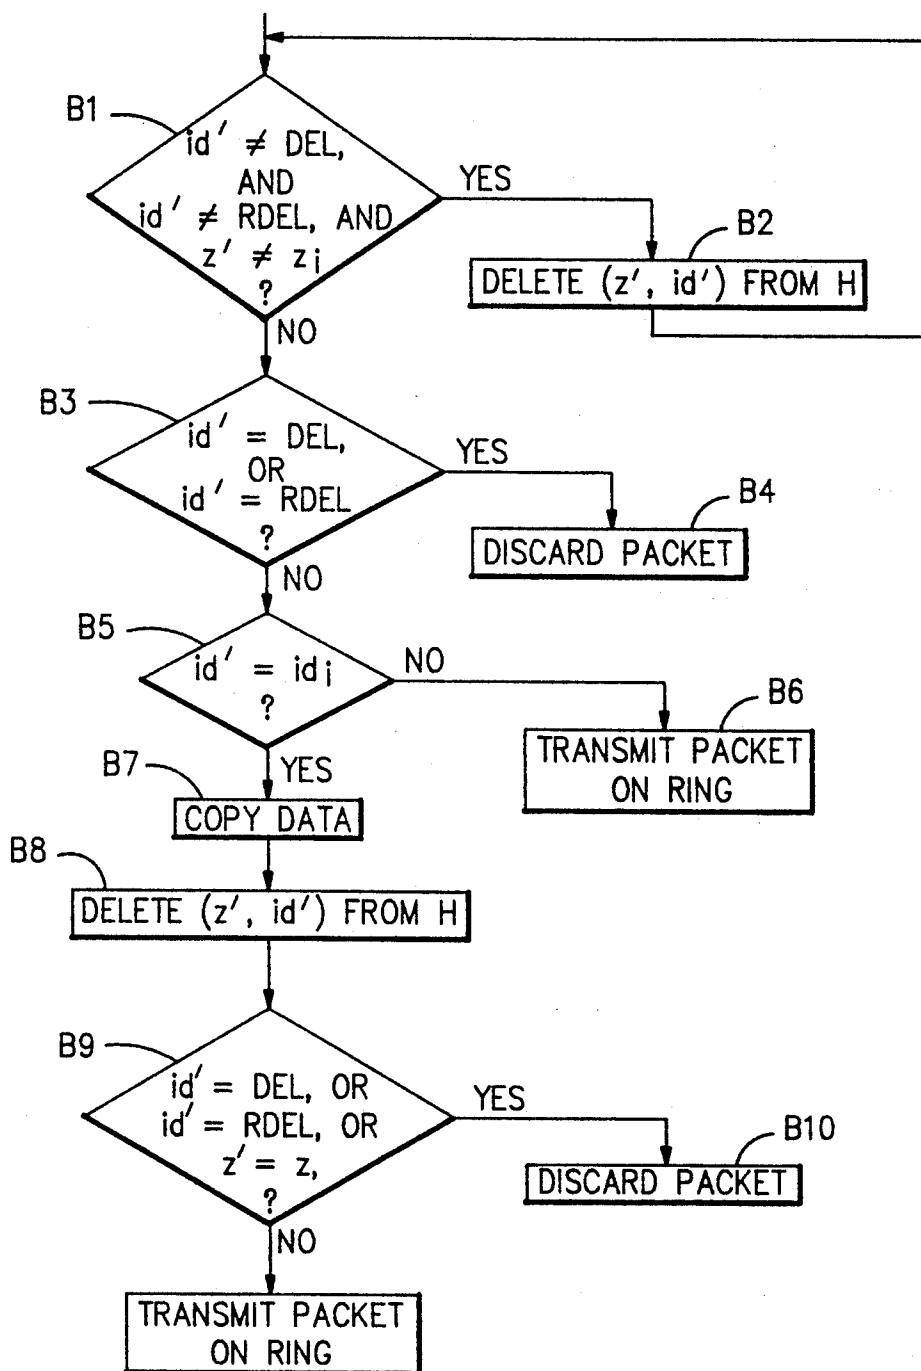 B1
id′ ≠ DEL,
AND
id′ ≠ RDEL, AND
z′ ≠ zi
?
YES
B2
DELETE (z′, id′) FROM H
NO
B3
id′ = DEL,
OR
id′ = RDEL
?
YES
B4
DISCARD PACKET
NO
B5
id′ = idi
?
NO
B6
TRANSMIT PACKET
ON RING
YES
B7
COPY DATA
B8
DELETE (z′, id′) FROM H
B9
id′ = DEL, OR
id′ = RDEL, OR
z′ = z,
?
YES
B10
DISCARD PACKET
NO
TRANSMIT PACKET
ON RING